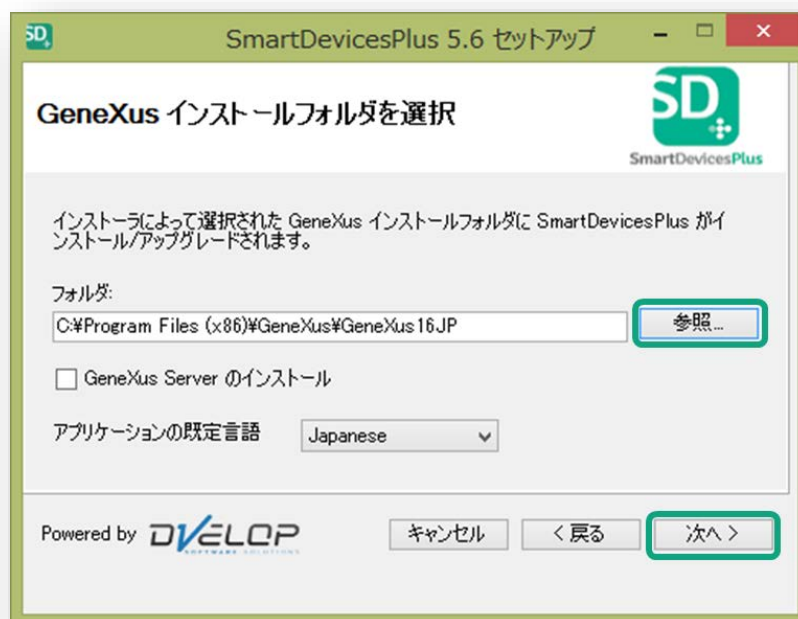 SD
SmartDevicesPlus 5.6 セットアップ
GeneXus インストールフォルダを選択
SD
SmartDevicesPlus
インストーラによって選択された GeneXus インストールフォルダに SmartDevicesPlus がイ
ンストール/アップグレードされます。
フォルダ:
C:¥Program Files (x86)¥GeneXus¥GeneXus16JP
参照...
GeneXus Server のインストール
アプリケーションの既定言語
Japanese
Powered by DVELOP
SOFTWARE SOLUTIONS
キャンセル
< 戻る
次へ >